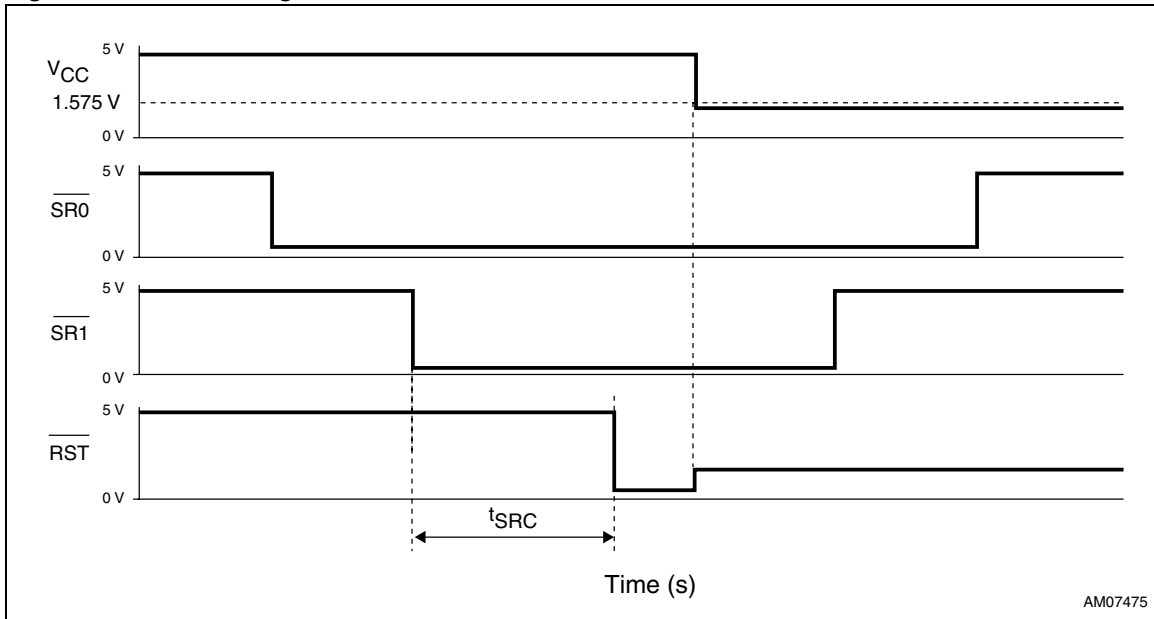 5 V
VCC
1.575 V
0 V
5 V
SR0
0 V
5 V
SR1
0 V
5 V
RST
0 V
tSRC
Time (s)
AM07475